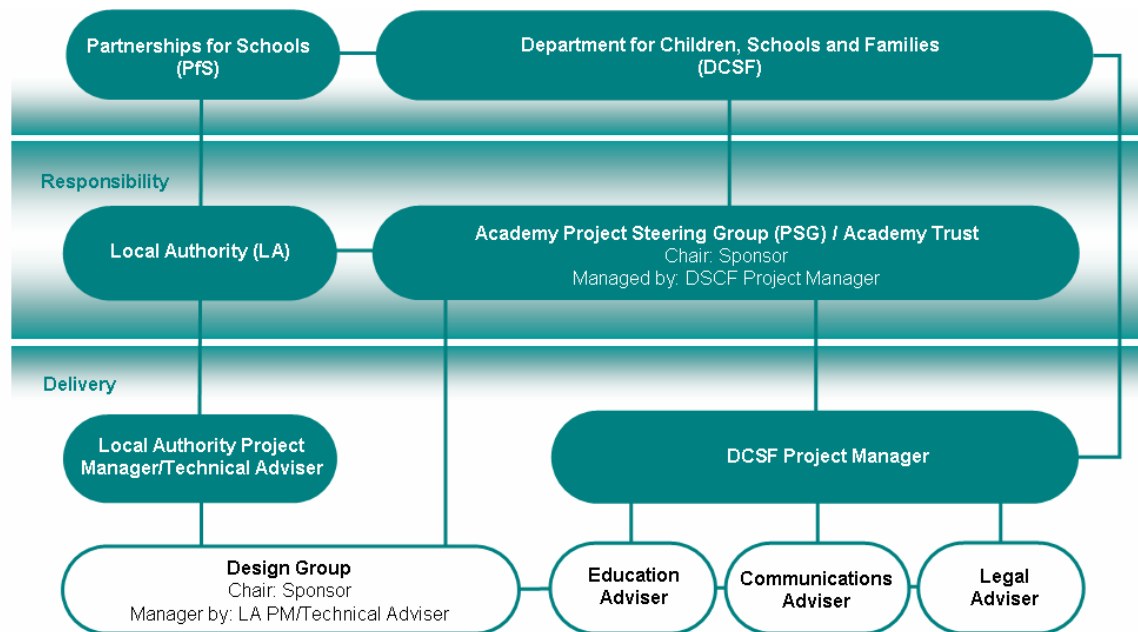 Partnerships for Schools
(PfS)
Department for Children, Schools and Families
(DCSF)
Responsibility
Local Authority (LA)
Academy Project Steering Group (PSG) / Academy Trust
Chair: Sponsor
Managed by: DSCF Project Manager
Delivery
Local Authority Project
Manager/Technical Adviser
DCSF Project Manager
Design Group
Chair: Sponsor
Manager by: LA PM/Technical Adviser
Education
Adviser
Communications
Adviser
Legal
Adviser